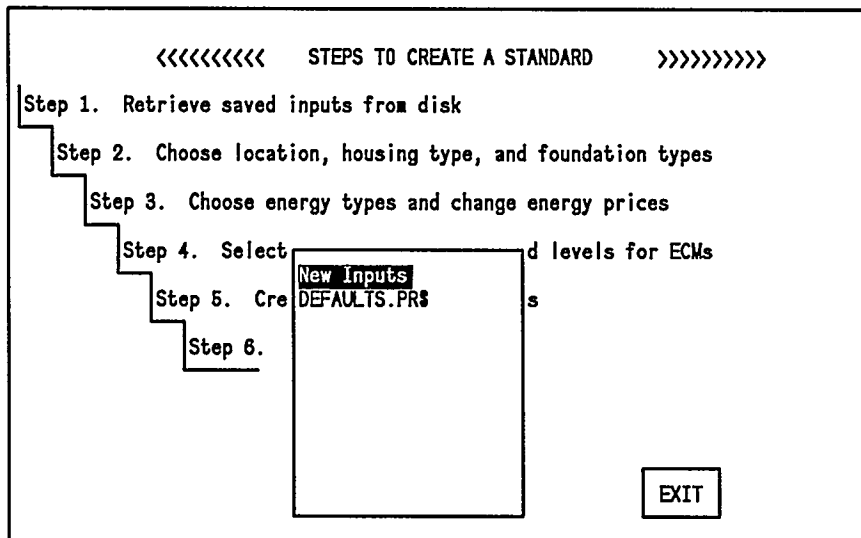 <<<<<<<<<< STEPS TO CREATE A STANDARD >>>>>>>>>>
Step 1. Retrieve saved inputs from disk
Step 2. Choose location, housing type, and foundation types
Step 3. Choose energy types and change energy prices
Step 4. Select d levels for ECMs
New Inputs
Step 5. Cre DEFAULTS.PRS s
Step 6.
EXIT